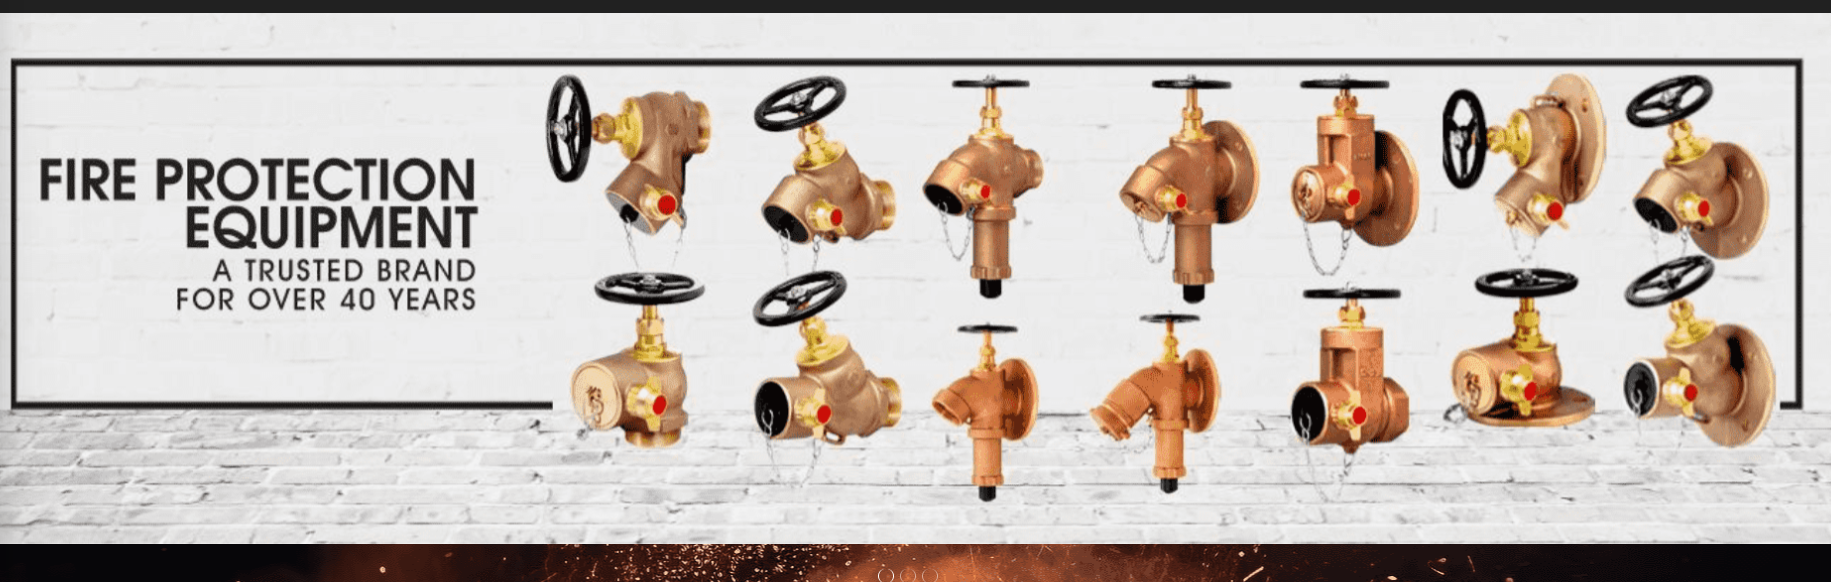 FIRE PROTECTION
EQUIPMENT
A TRUSTED BRAND
FOR OVER 40 YEARS